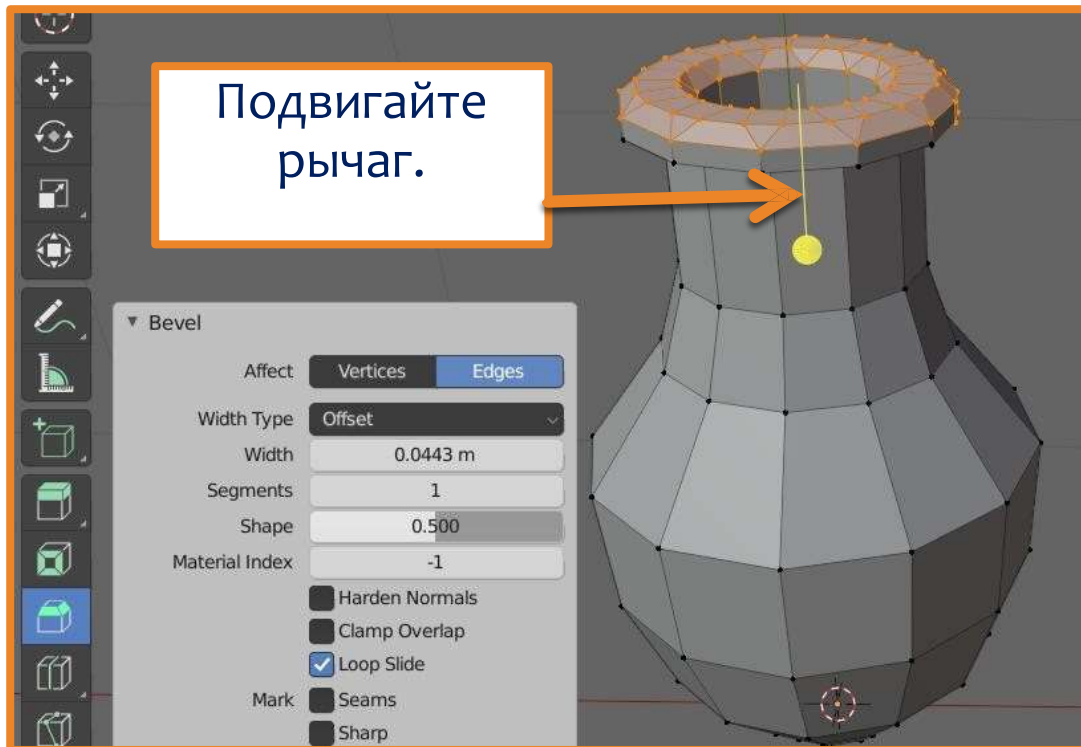 Подвигайте
рычаг.
Bevel
Affect Vertices Edges
Width Type Offset
Width 0.0443 m
Segments 1
Shape 0.500
Material Index -1
Harden Normals
Clamp Overlap
Loop Slide
Mark Seams
Sharp